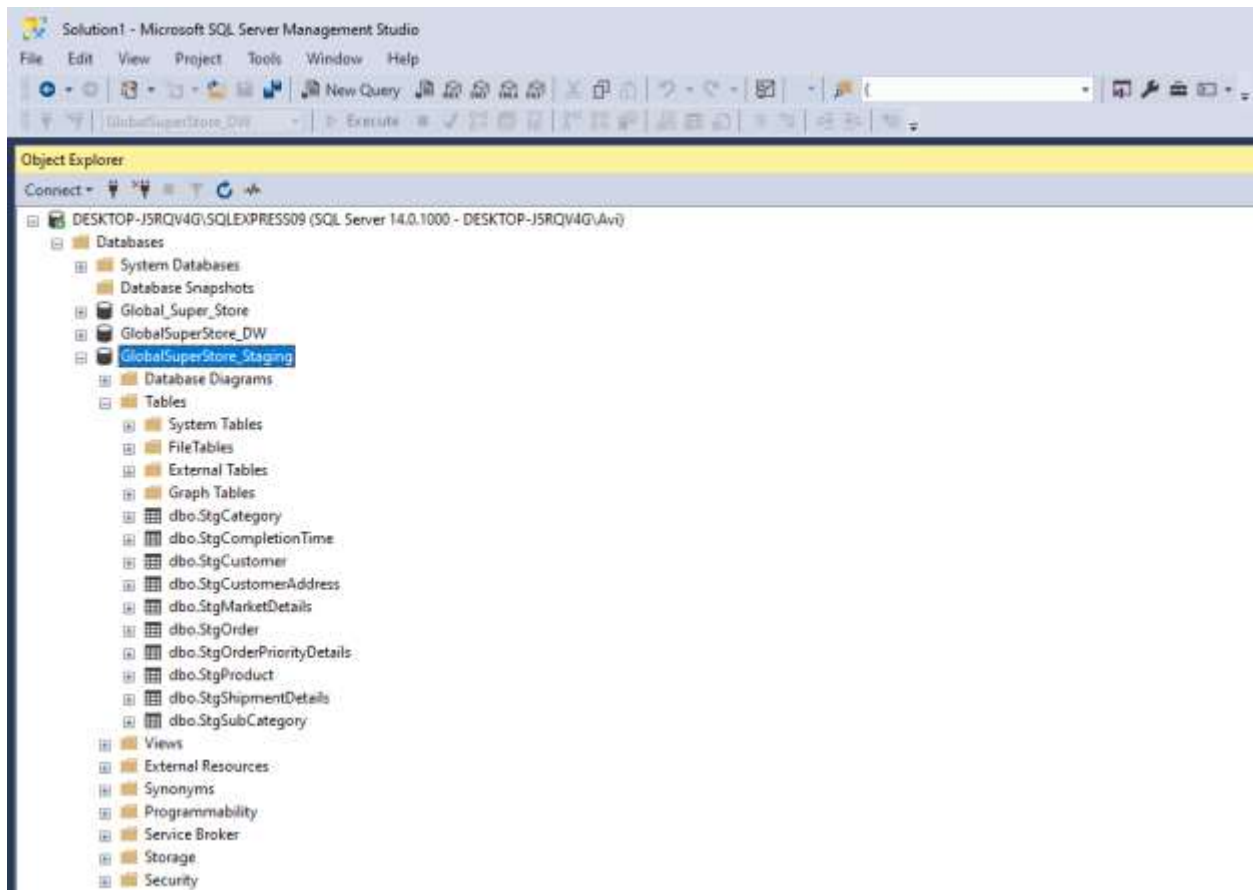 Solution1 - Microsoft SQL Server Management Studio
File Edit View Project Tools Window Help
New Query
GlobalSuperStore_DW Execute
Object Explorer
Connect
DESKTOP-J5RQV4G\SQLEXPRESS09 (SQL Server 14.0.1000 - DESKTOP-J5RQV4G\Avi)
Databases
System Databases
Database Snapshots
Global_Super_Store
GlobalSuperStore_DW
GlobalSuperStore_Staging
Database Diagrams
Tables
System Tables
FileTables
External Tables
Graph Tables
dbo.StgCategory
dbo.StgCompletionTime
dbo.StgCustomer
dbo.StgCustomerAddress
dbo.StgMarketDetails
dbo.StgOrder
dbo.StgOrderPriorityDetails
dbo.StgProduct
dbo.StgShipmentDetails
dbo.StgSubCategory
Views
External Resources
Synonyms
Programmability
Service Broker
Storage
Security